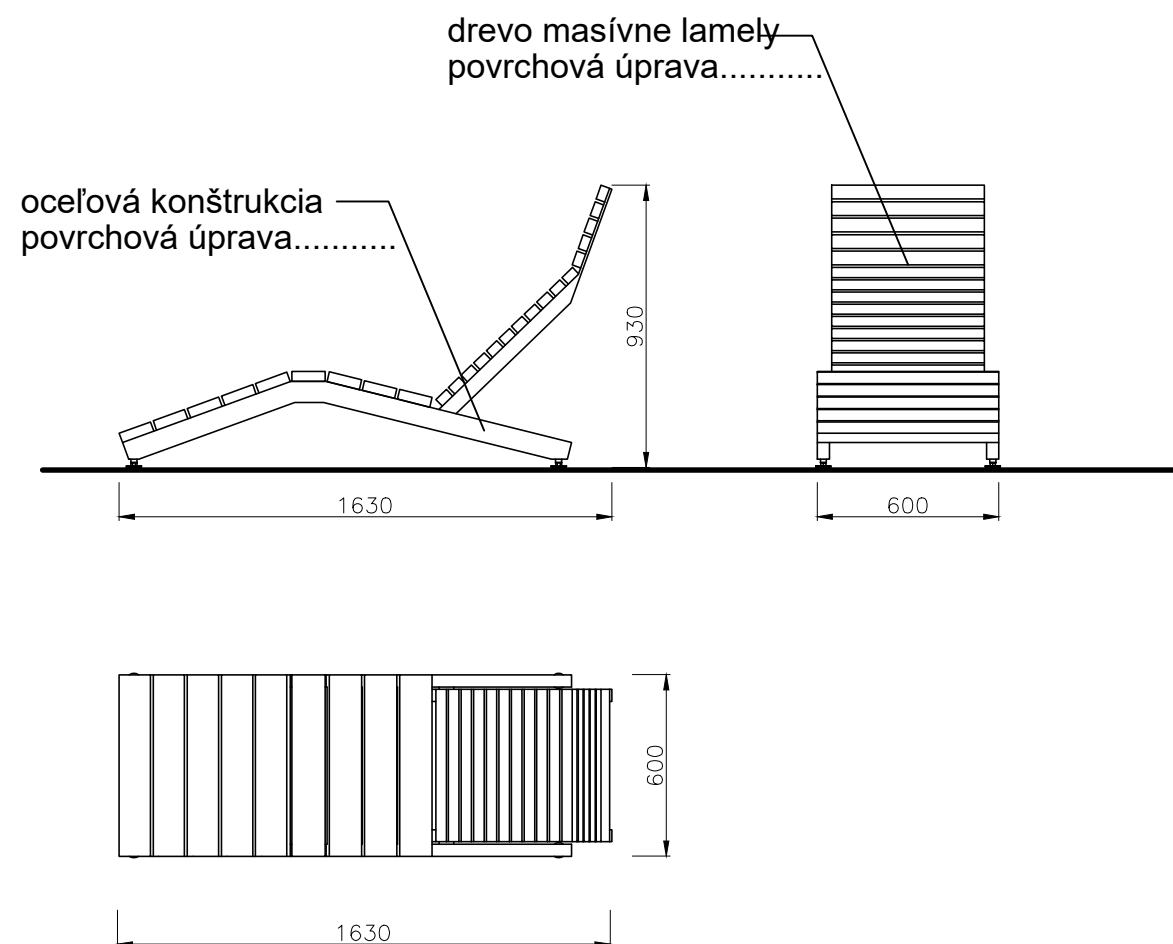 drevo masívne lamely
povrchová úprava...........
oceľová konštrukcia
povrchová úprava...........
930
1630
600
600
1630